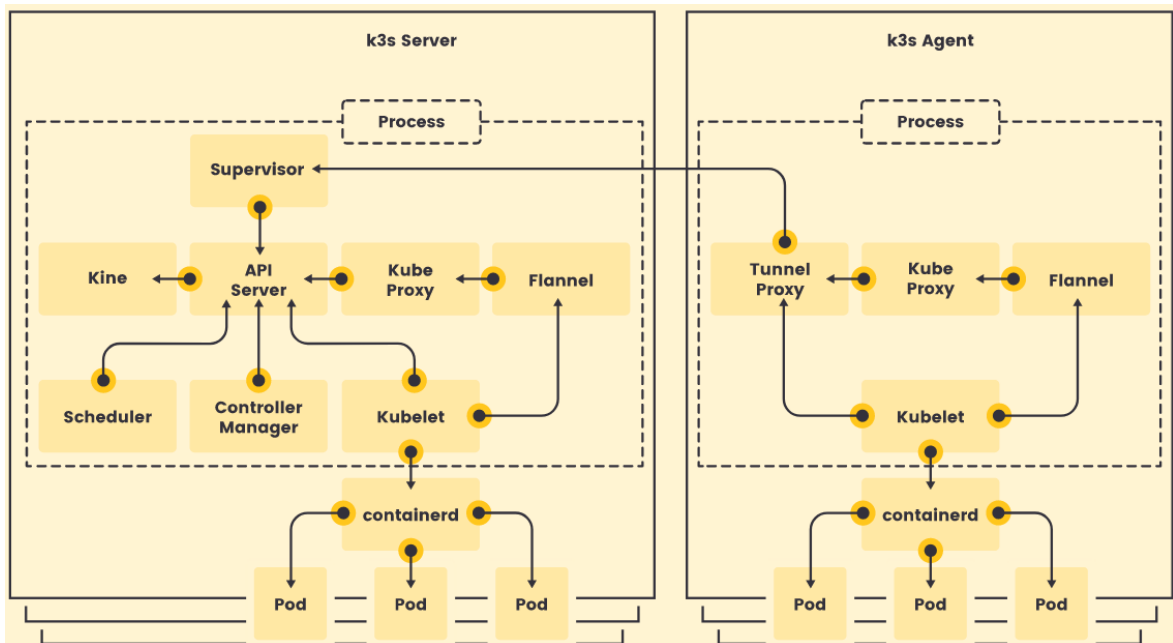 k3s Server
k3s Agent
Process
Process
Supervisor
Kine
API
Server
Kube
Proxy
Flannel
Tunnel
Proxy
Kube
Proxy
Flannel
Scheduler
Controller
Manager
Kubelet
Kubelet
containerd
containerd
Pod
Pod
Pod
Pod
Pod
Pod